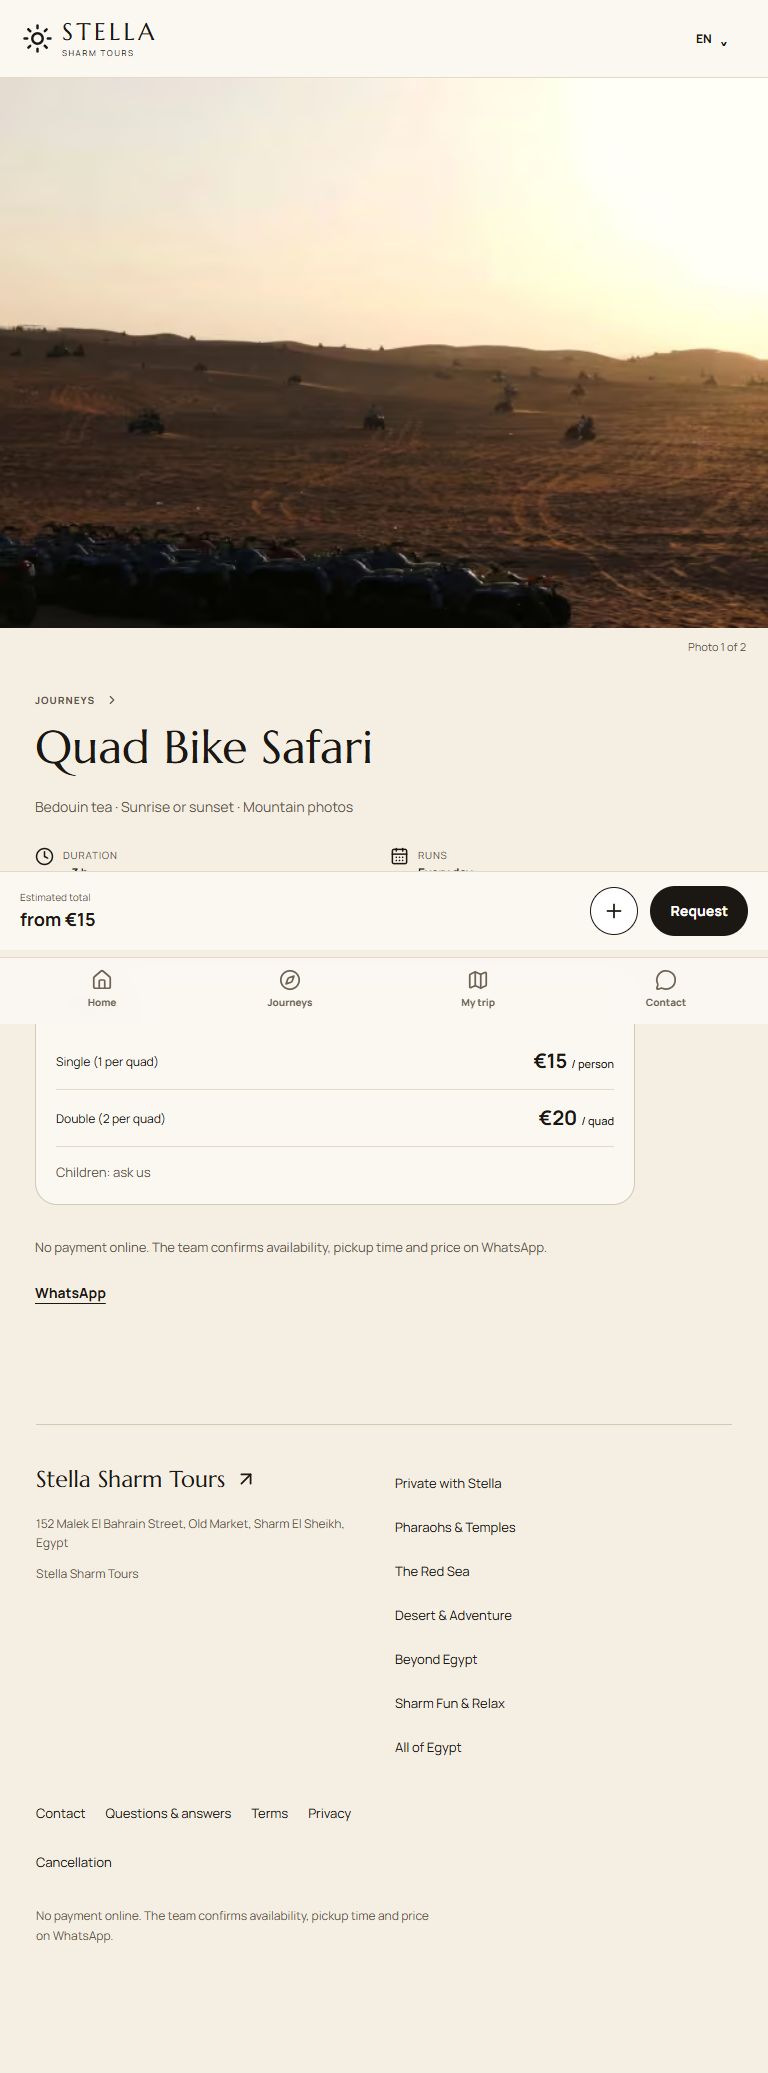 STELLA
SHARM TOURS
EN
Photo 1 of 2
JOURNEYS
Quad Bike Safari
Bedouin tea · Sunrise or sunset · Mountain photos
DURATION
RUNS
Estimated total
from €15
Request
Home
Journeys
My trip
Contact
Single (1 per quad)
€15 / person
Double (2 per quad)
€20 / quad
Children: ask us
No payment online. The team confirms availability, pickup time and price on WhatsApp.
WhatsApp
Stella Sharm Tours
152 Malek El Bahrain Street, Old Market, Sharm El Sheikh,
Egypt
Stella Sharm Tours
Private with Stella
Pharaohs & Temples
The Red Sea
Desert & Adventure
Beyond Egypt
Sharm Fun & Relax
All of Egypt
Contact
Questions & answers
Terms
Privacy
Cancellation
No payment online. The team confirms availability, pickup time and price
on WhatsApp.